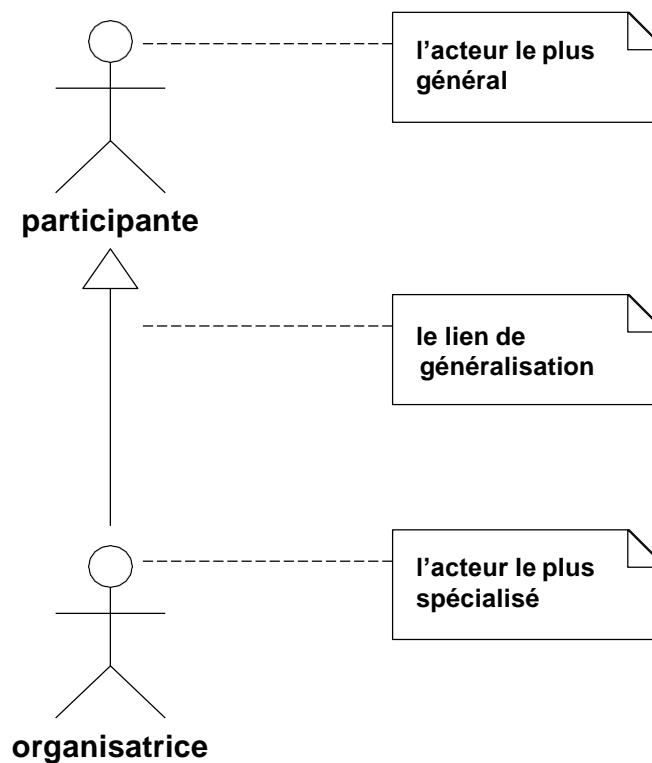 l’acteur le plus
général
participante
le lien de
généralisation
l’acteur le plus
spécialisé
organisatrice